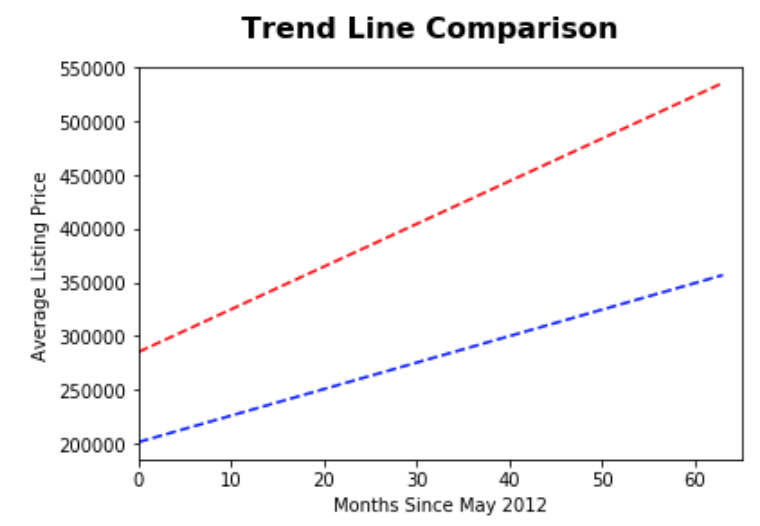 Trend Line Comparison
550000
500000
450000
400000
350000
300000
250000
200000
Average Listing Price
0 10 20 30 40 50 60
Months Since May 2012